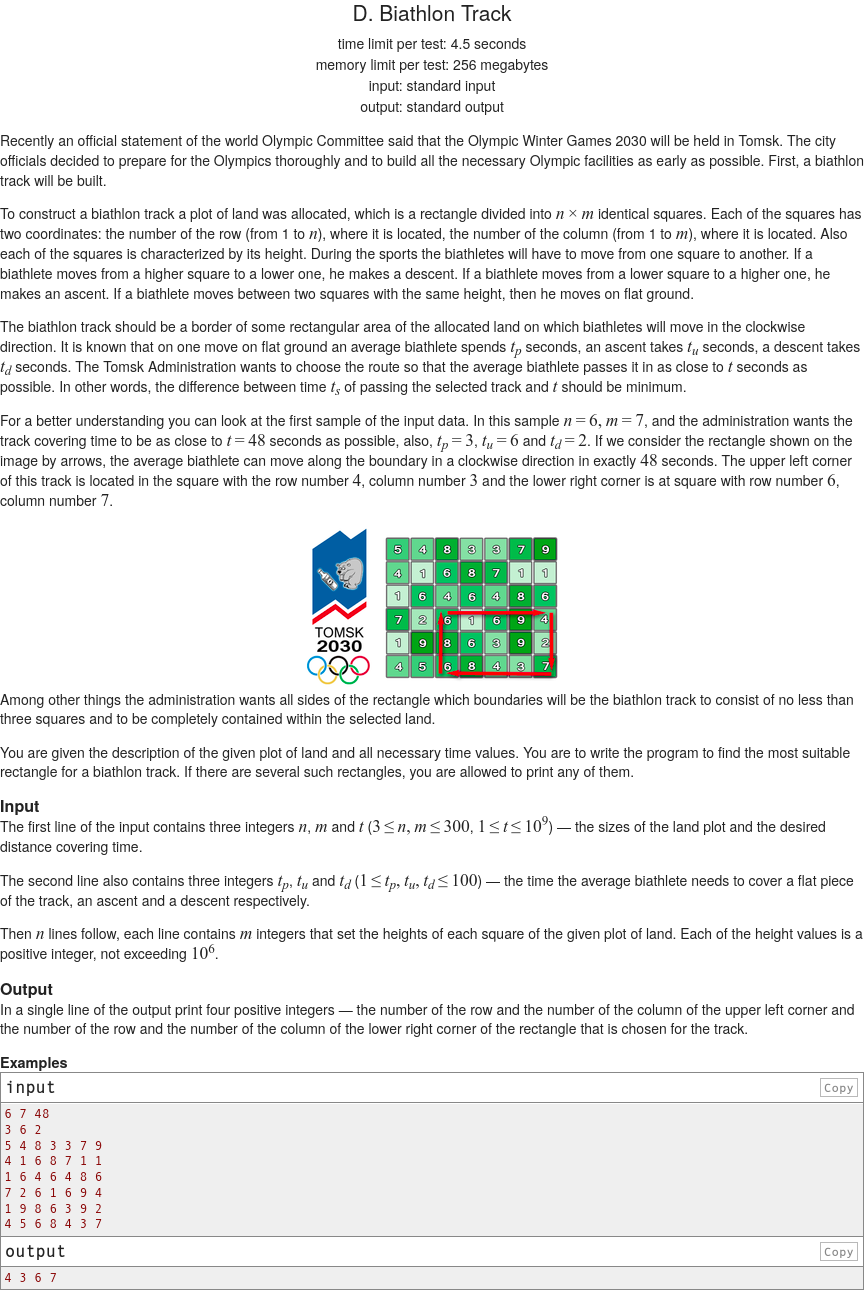 D. Biathlon Track
time limit per test: 4.5 seconds
memory limit per test: 256 megabytes
input: standard input
output: standard output
Recently an official statement of the world Olympic Committee said that the Olympic Winter Games 2030 will be held in Tomsk. The city
officials decided to prepare for the Olympics thoroughly and to build all the necessary Olympic facilities as early as possible. First, a biathlon
track will be built.
To construct a biathlon track a plot of land was allocated, which is a rectangle divided into n × m identical squares. Each of the squares has
two coordinates: the number of the row (from 1 to n), where it is located, the number of the column (from 1 to m), where it is located. Also
each of the squares is characterized by its height. During the sports the biathletes will have to move from one square to another. If a
biathlete moves from a higher square to a lower one, he makes a descent. If a biathlete moves from a lower square to a higher one, he
makes an ascent. If a biathlete moves between two squares with the same height, then he moves on flat ground.
The biathlon track should be a border of some rectangular area of the allocated land on which biathletes will move in the clockwise
direction. It is known that on one move on flat ground an average biathlete spends tp seconds, an ascent takes tu seconds, a descent takes
td seconds. The Tomsk Administration wants to choose the route so that the average biathlete passes it in as close to t seconds as
possible. In other words, the difference between time ts of passing the selected track and t should be minimum.
For a better understanding you can look at the first sample of the input data. In this sample n = 6, m = 7, and the administration wants the
track covering time to be as close to t = 48 seconds as possible, also, tp = 3, tu = 6 and td = 2. If we consider the rectangle shown on the
image by arrows, the average biathlete can move along the boundary in a clockwise direction in exactly 48 seconds. The upper left corner
of this track is located in the square with the row number 4, column number 3 and the lower right corner is at square with row number 6,
column number 7.
5 4 8 3 3 7 9
4 1 6 8 7 1 1
1 6 4 6 4 8 6
7 2 6 1 6 9 4
1 9 8 6 3 9 2
4 5 6 8 4 3 7
TOMSK
2030
Among other things the administration wants all sides of the rectangle which boundaries will be the biathlon track to consist of no less than
three squares and to be completely contained within the selected land.
You are given the description of the given plot of land and all necessary time values. You are to write the program to find the most suitable
rectangle for a biathlon track. If there are several such rectangles, you are allowed to print any of them.
Input
The first line of the input contains three integers n, m and t (3 ≤ n, m ≤ 300, 1 ≤ t ≤ 10^9) — the sizes of the land plot and the desired
distance covering time.
The second line also contains three integers tp, tu and td (1 ≤ tp, tu, td ≤ 100) — the time the average biathlete needs to cover a flat piece
of the track, an ascent and a descent respectively.
Then n lines follow, each line contains m integers that set the heights of each square of the given plot of land. Each of the height values is a
positive integer, not exceeding 10^6.
Output
In a single line of the output print four positive integers — the number of the row and the number of the column of the upper left corner and
the number of the row and the number of the column of the lower right corner of the rectangle that is chosen for the track.
Examples
input Copy
6 7 48
3 6 2
5 4 8 3 3 7 9
4 1 6 8 7 1 1
1 6 4 6 4 8 6
7 2 6 1 6 9 4
1 9 8 6 3 9 2
4 5 6 8 4 3 7
output Copy
4 3 6 7